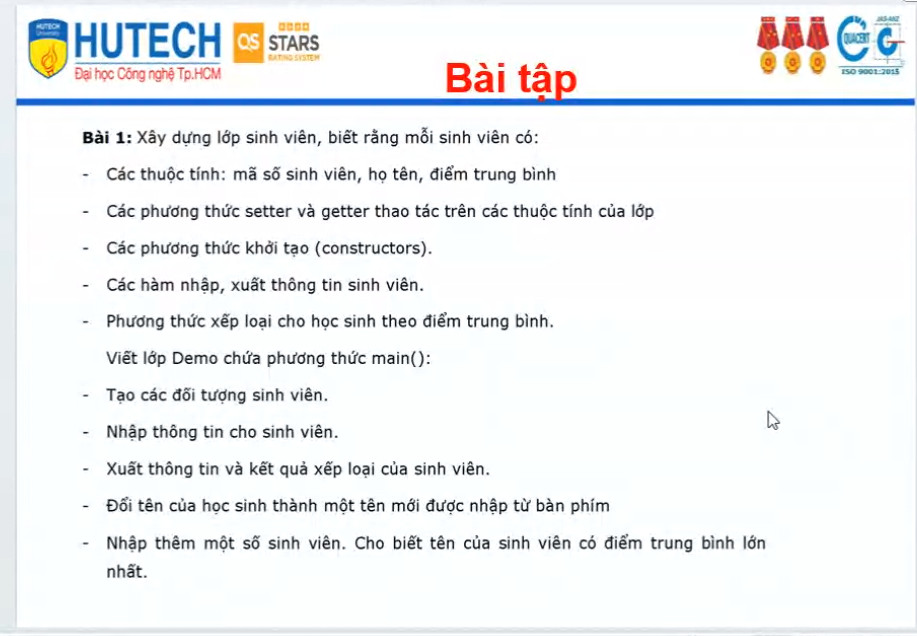 HUTECH
University
HUTECH
Đại học Công nghệ Tp.HCM
QS STARS
RATING SYSTEM
Bài tập
QUACERT
JAS-ANZ
ISO 9001:2015
Bài 1: Xây dựng lớp sinh viên, biết rằng mỗi sinh viên có:
- Các thuộc tính: mã số sinh viên, họ tên, điểm trung bình
- Các phương thức setter và getter thao tác trên các thuộc tính của lớp
- Các phương thức khởi tạo (constructors).
- Các hàm nhập, xuất thông tin sinh viên.
- Phương thức xếp loại cho học sinh theo điểm trung bình.
Viết lớp Demo chứa phương thức main():
- Tạo các đối tượng sinh viên.
- Nhập thông tin cho sinh viên.
- Xuất thông tin và kết quả xếp loại của sinh viên.
- Đổi tên của học sinh thành một tên mới được nhập từ bàn phím
- Nhập thêm một số sinh viên. Cho biết tên của sinh viên có điểm trung bình lớn
nhất.